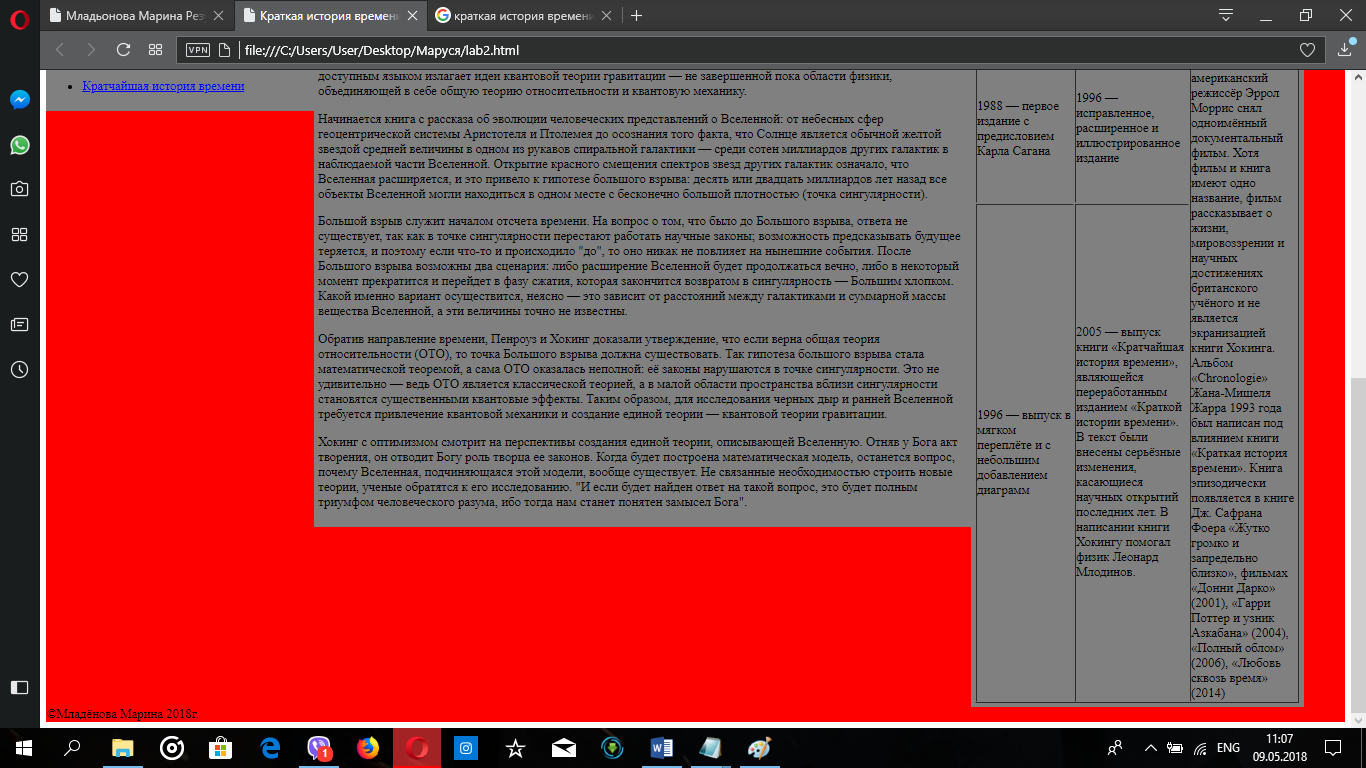 Младьонова Марина Рез
Краткая история времени
краткая история времени
VPN
file:///C:/Users/User/Desktop/Маруся/lab2.html
Кратчайшая история времени
доступным языком излагает идеи квантовой теории гравитации — не завершенной пока области физики,
объединяющей в себе общую теорию относительности и квантовую механику.
Начинается книга с рассказа об эволюции человеческих представлений о Вселенной: от небесных сфер
геоцентрической системы Аристотеля и Птолемея до осознания того факта, что Солнце является обычной желтой
звездой средней величины в одном из рукавов спиральной галактики — среди сотен миллиардов других галактик в
наблюдаемой части Вселенной. Открытие красного смещения спектров звезд других галактик означало, что
Вселенная расширяется, и это привело к гипотезе большого взрыва: десять или двадцать миллиардов лет назад все
объекты Вселенной могли находиться в одном месте с бесконечно большой плотностью (точка сингулярности).
Большой взрыв служит началом отсчета времени. На вопрос о том, что было до Большого взрыва, ответа не
существует, так как в точке сингулярности перестают работать научные законы; возможность предсказывать будущее
теряется, и поэтому если что-то и происходило "до", то оно никак не повлияет на нынешние события. После
Большого взрыва возможны два сценария: либо расширение Вселенной будет продолжаться вечно, либо в некоторый
момент прекратится и перейдет в фазу сжатия, которая закончится возвратом в сингулярность — Большим хлопком.
Какой именно вариант осуществится, неясно — это зависит от расстояний между галактиками и суммарной массы
вещества Вселенной, а эти величины точно не известны.
Обратив направление времени, Пенроуз и Хокинг доказали утверждение, что если верна общая теория
относительности (ОТО), то точка Большого взрыва должна существовать. Так гипотеза большого взрыва стала
математической теоремой, а сама ОТО оказалась неполной: её законы нарушаются в точке сингулярности. Это не
удивительно — ведь ОТО является классической теорией, а в малой области пространства вблизи сингулярности
становятся существенными квантовые эффекты. Таким образом, для исследования черных дыр и ранней Вселенной
требуется привлечение квантовой механики и создание единой теории — квантовой теории гравитации.
Хокинг с оптимизмом смотрит на перспективы создания единой теории, описывающей Вселенную. Отняв у Бога акт
творения, он отводит Богу роль творца ее законов. Когда будет построена математическая модель, останется вопрос,
почему Вселенная, подчиняющаяся этой модели, вообще существует. Не связанные необходимостью строить новые
теории, ученые обратятся к его исследованию. "И если будет найден ответ на такой вопрос, это будет полным
триумфом человеческого разума, ибо тогда нам станет понятен замысел Бога".
1988 — первое
издание с
предисловием
Карла Сагана
1996 —
исправленное,
расширенное и
иллюстрированное
издание
1996 — выпуск в
мягком
переплёте и с
небольшим
добавлением
диаграмм
2005 — выпуск
книги «Кратчайшая
история времени»,
являющейся
переработанным
изданием «Краткой
истории времени».
В текст были
внесены серьёзные
изменения,
касающиеся
научных открытий
последних лет. В
написании книги
Хокингу помогал
физик Леонард
Млодинов.
американский
режиссёр Эррол
Моррис снял
одноимённый
документальный
фильм. Хотя
фильм и книга
имеют одно
название, фильм
рассказывает о
жизни,
мировоззрении и
научных
достижениях
британского
учёного и не
является
экранизацией
книги Хокинга.
Альбом
«Chronologie»
Жана-Мишеля
Жарра 1993 года
был написан под
влиянием книги
«Краткая история
времени». Книга
эпизодически
появляется в книге
Дж. Сафрана
Фоера «Жутко
громко и
запредельно
близко», фильмах
«Донни Дарко»
(2001), «Гарри
Поттер и узник
Азкабана» (2004),
«Полный облом»
(2006), «Любовь
сквозь время»
(2014)
©Младёнова Марина 2018г.
1
ENG
11:07
09.05.2018